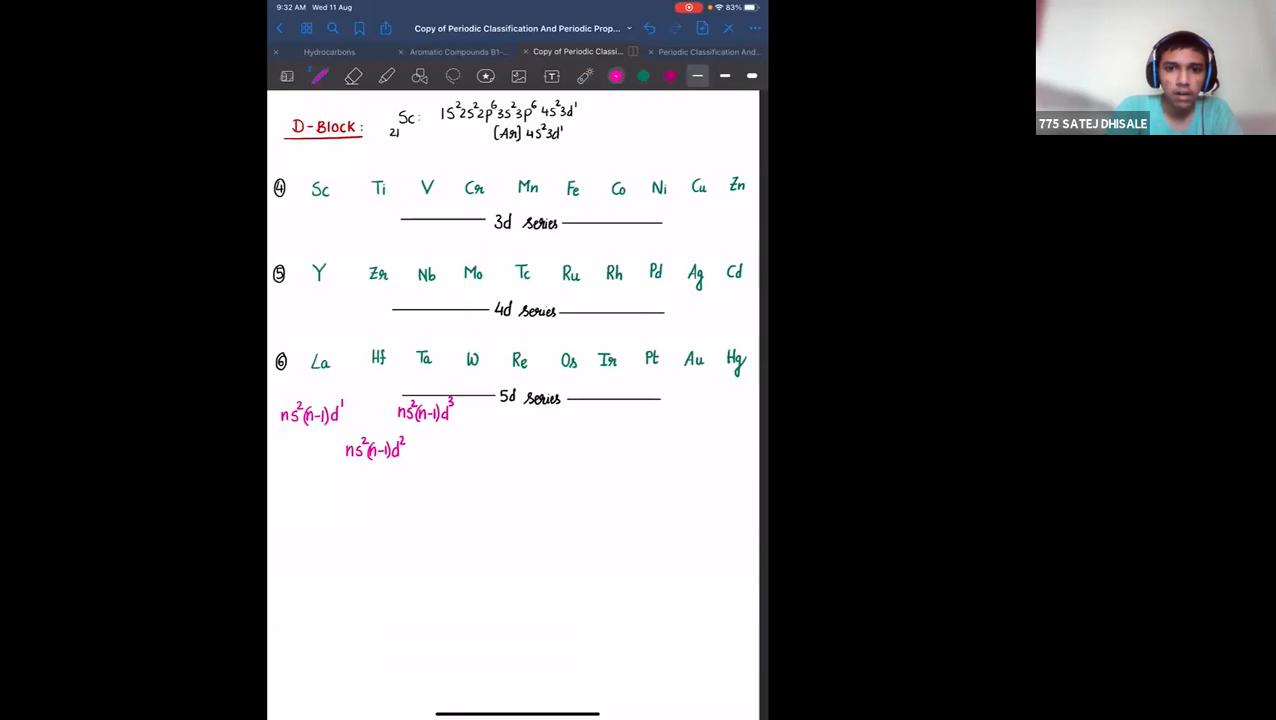 9:32 AM Wed 11 Aug 83%
Copy of Periodic Classification And Periodic Prop...
Hydrocarbons Aromatic Compounds B1-... Copy of Periodic Classi... Periodic Classification And...
775 SATEJ DHISALE
D-Block: ₂₁Sc: 1s²2s²2p⁶3s²3p⁶4s²3d¹
[Ar] 4s²3d¹
④ Sc Ti V Cr Mn Fe Co Ni Cu Zn
3d series
⑤ Y Zr Nb Mo Tc Ru Rh Pd Ag Cd
4d series
⑥ La Hf Ta W Re Os Ir Pt Au Hg
5d series
ns²(n-1)d¹ ns²(n-1)d³
ns²(n-1)d²